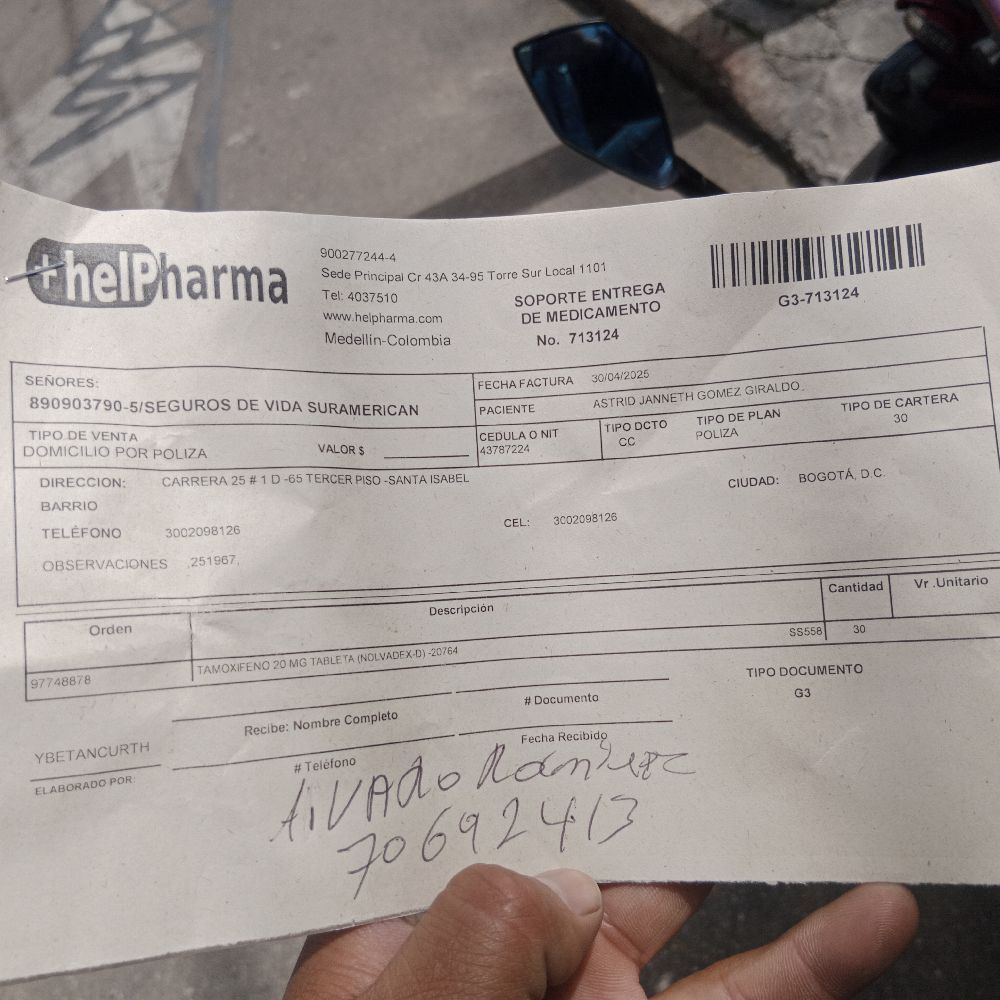 +helPharma
900277244-4
Sede Principal Cr 43A 34-95 Torre Sur Local 1101
Tel: 4037510
www.helpharma.com
Medellín-Colombia
SOPORTE ENTREGA
DE MEDICAMENTO
No. 713124
G3-713124
SEÑORES:
890903790-5/SEGUROS DE VIDA SURAMERICAN
FECHA FACTURA 30/04/2025
PACIENTE ASTRID JANNETH GOMEZ GIRALDO.
TIPO DE VENTA
DOMICILIO POR POLIZA
VALOR $
CEDULA O NIT
43787224
TIPO DCTO
CC
TIPO DE PLAN
POLIZA
TIPO DE CARTERA
30
DIRECCION: CARRERA 25 # 1 D -65 TERCER PISO -SANTA ISABEL
CIUDAD: BOGOTÁ, D.C.
BARRIO
TELÉFONO 3002098126
CEL: 3002098126
OBSERVACIONES ,251967,
Orden Descripción Cantidad Vr .Unitario
97748878 TAMOXIFENO 20 MG TABLETA (NOLVADEX-D) -20764 SS558 30
TIPO DOCUMENTO
G3
Recibe: Nombre Completo
# Documento
YBETANCURTH
ELABORADO POR:
# Teléfono
Fecha Recibido
70692413